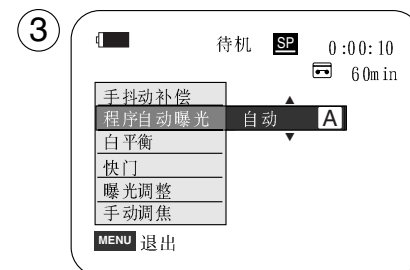 ③
待机 SP 0:00:10
60min
手抖动补偿
程序自动曝光 自动 A
白平衡
快门
曝光调整
手动调焦
MENU 退出